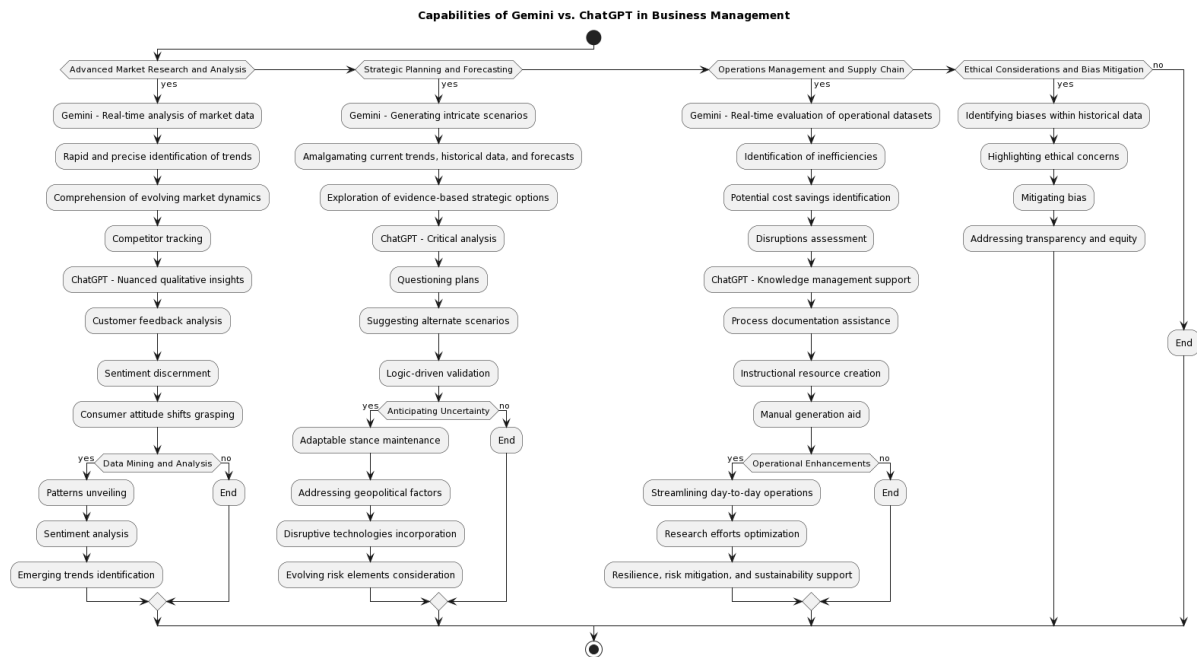 Capabilities of Gemini vs. ChatGPT in Business Management
Advanced Market Research and Analysis
yes
Gemini - Real-time analysis of market data
Rapid and precise identification of trends
Comprehension of evolving market dynamics
Competitor tracking
ChatGPT - Nuanced qualitative insights
Customer feedback analysis
Sentiment discernment
Consumer attitude shifts grasping
yes
Data Mining and Analysis
no
Patterns unveiling
Sentiment analysis
Emerging trends identification
End
Strategic Planning and Forecasting
yes
Gemini - Generating intricate scenarios
Amalgamating current trends, historical data, and forecasts
Exploration of evidence-based strategic options
ChatGPT - Critical analysis
Questioning plans
Suggesting alternate scenarios
Logic-driven validation
yes
Anticipating Uncertainty
no
Adaptable stance maintenance
Addressing geopolitical factors
Disruptive technologies incorporation
Evolving risk elements consideration
End
Operations Management and Supply Chain
yes
Gemini - Real-time evaluation of operational datasets
Identification of inefficiencies
Potential cost savings identification
Disruptions assessment
ChatGPT - Knowledge management support
Process documentation assistance
Instructional resource creation
Manual generation aid
yes
Operational Enhancements
no
Streamlining day-to-day operations
Research efforts optimization
Resilience, risk mitigation, and sustainability support
End
Ethical Considerations and Bias Mitigation
no
yes
Identifying biases within historical data
Highlighting ethical concerns
Mitigating bias
Addressing transparency and equity
End